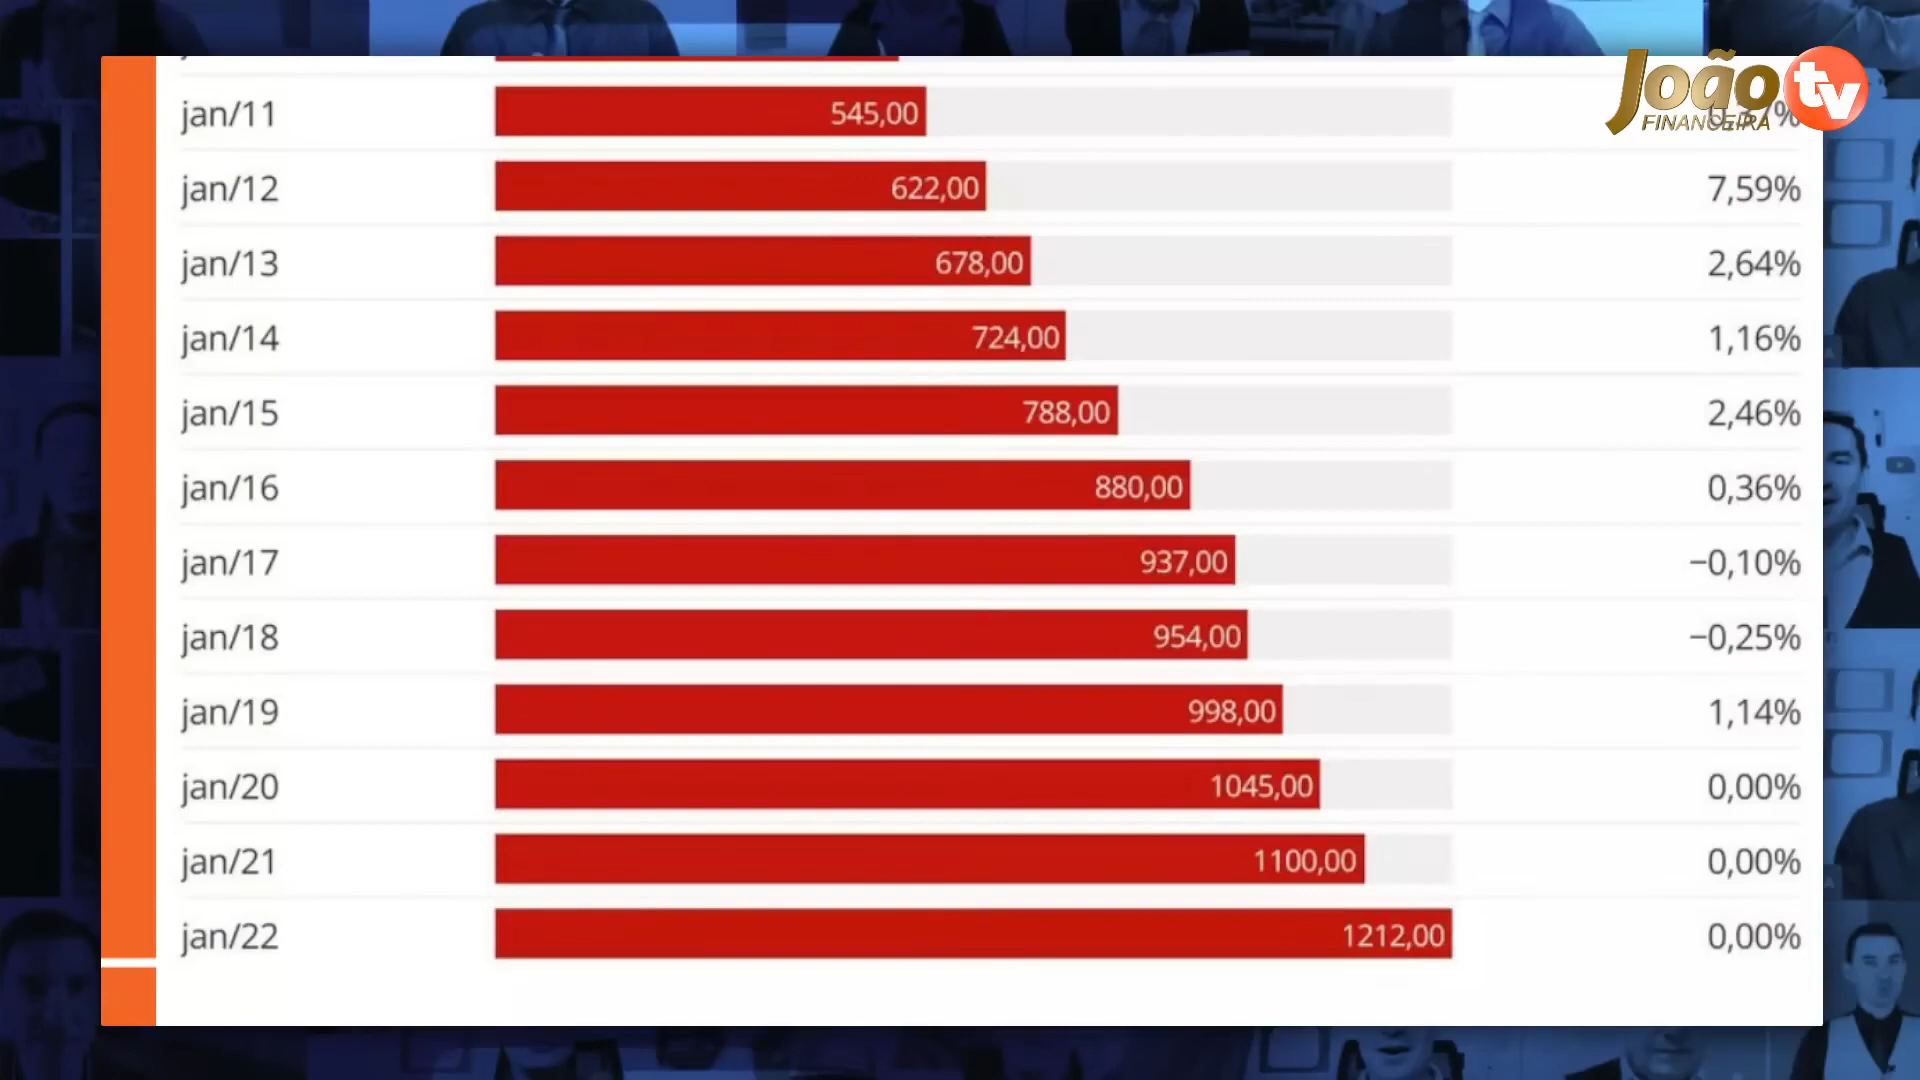 João tv
FINANCEIRA
jan/11 545,00
jan/12 622,00 7,59%
jan/13 678,00 2,64%
jan/14 724,00 1,16%
jan/15 788,00 2,46%
jan/16 880,00 0,36%
jan/17 937,00 −0,10%
jan/18 954,00 −0,25%
jan/19 998,00 1,14%
jan/20 1045,00 0,00%
jan/21 1100,00 0,00%
jan/22 1212,00 0,00%